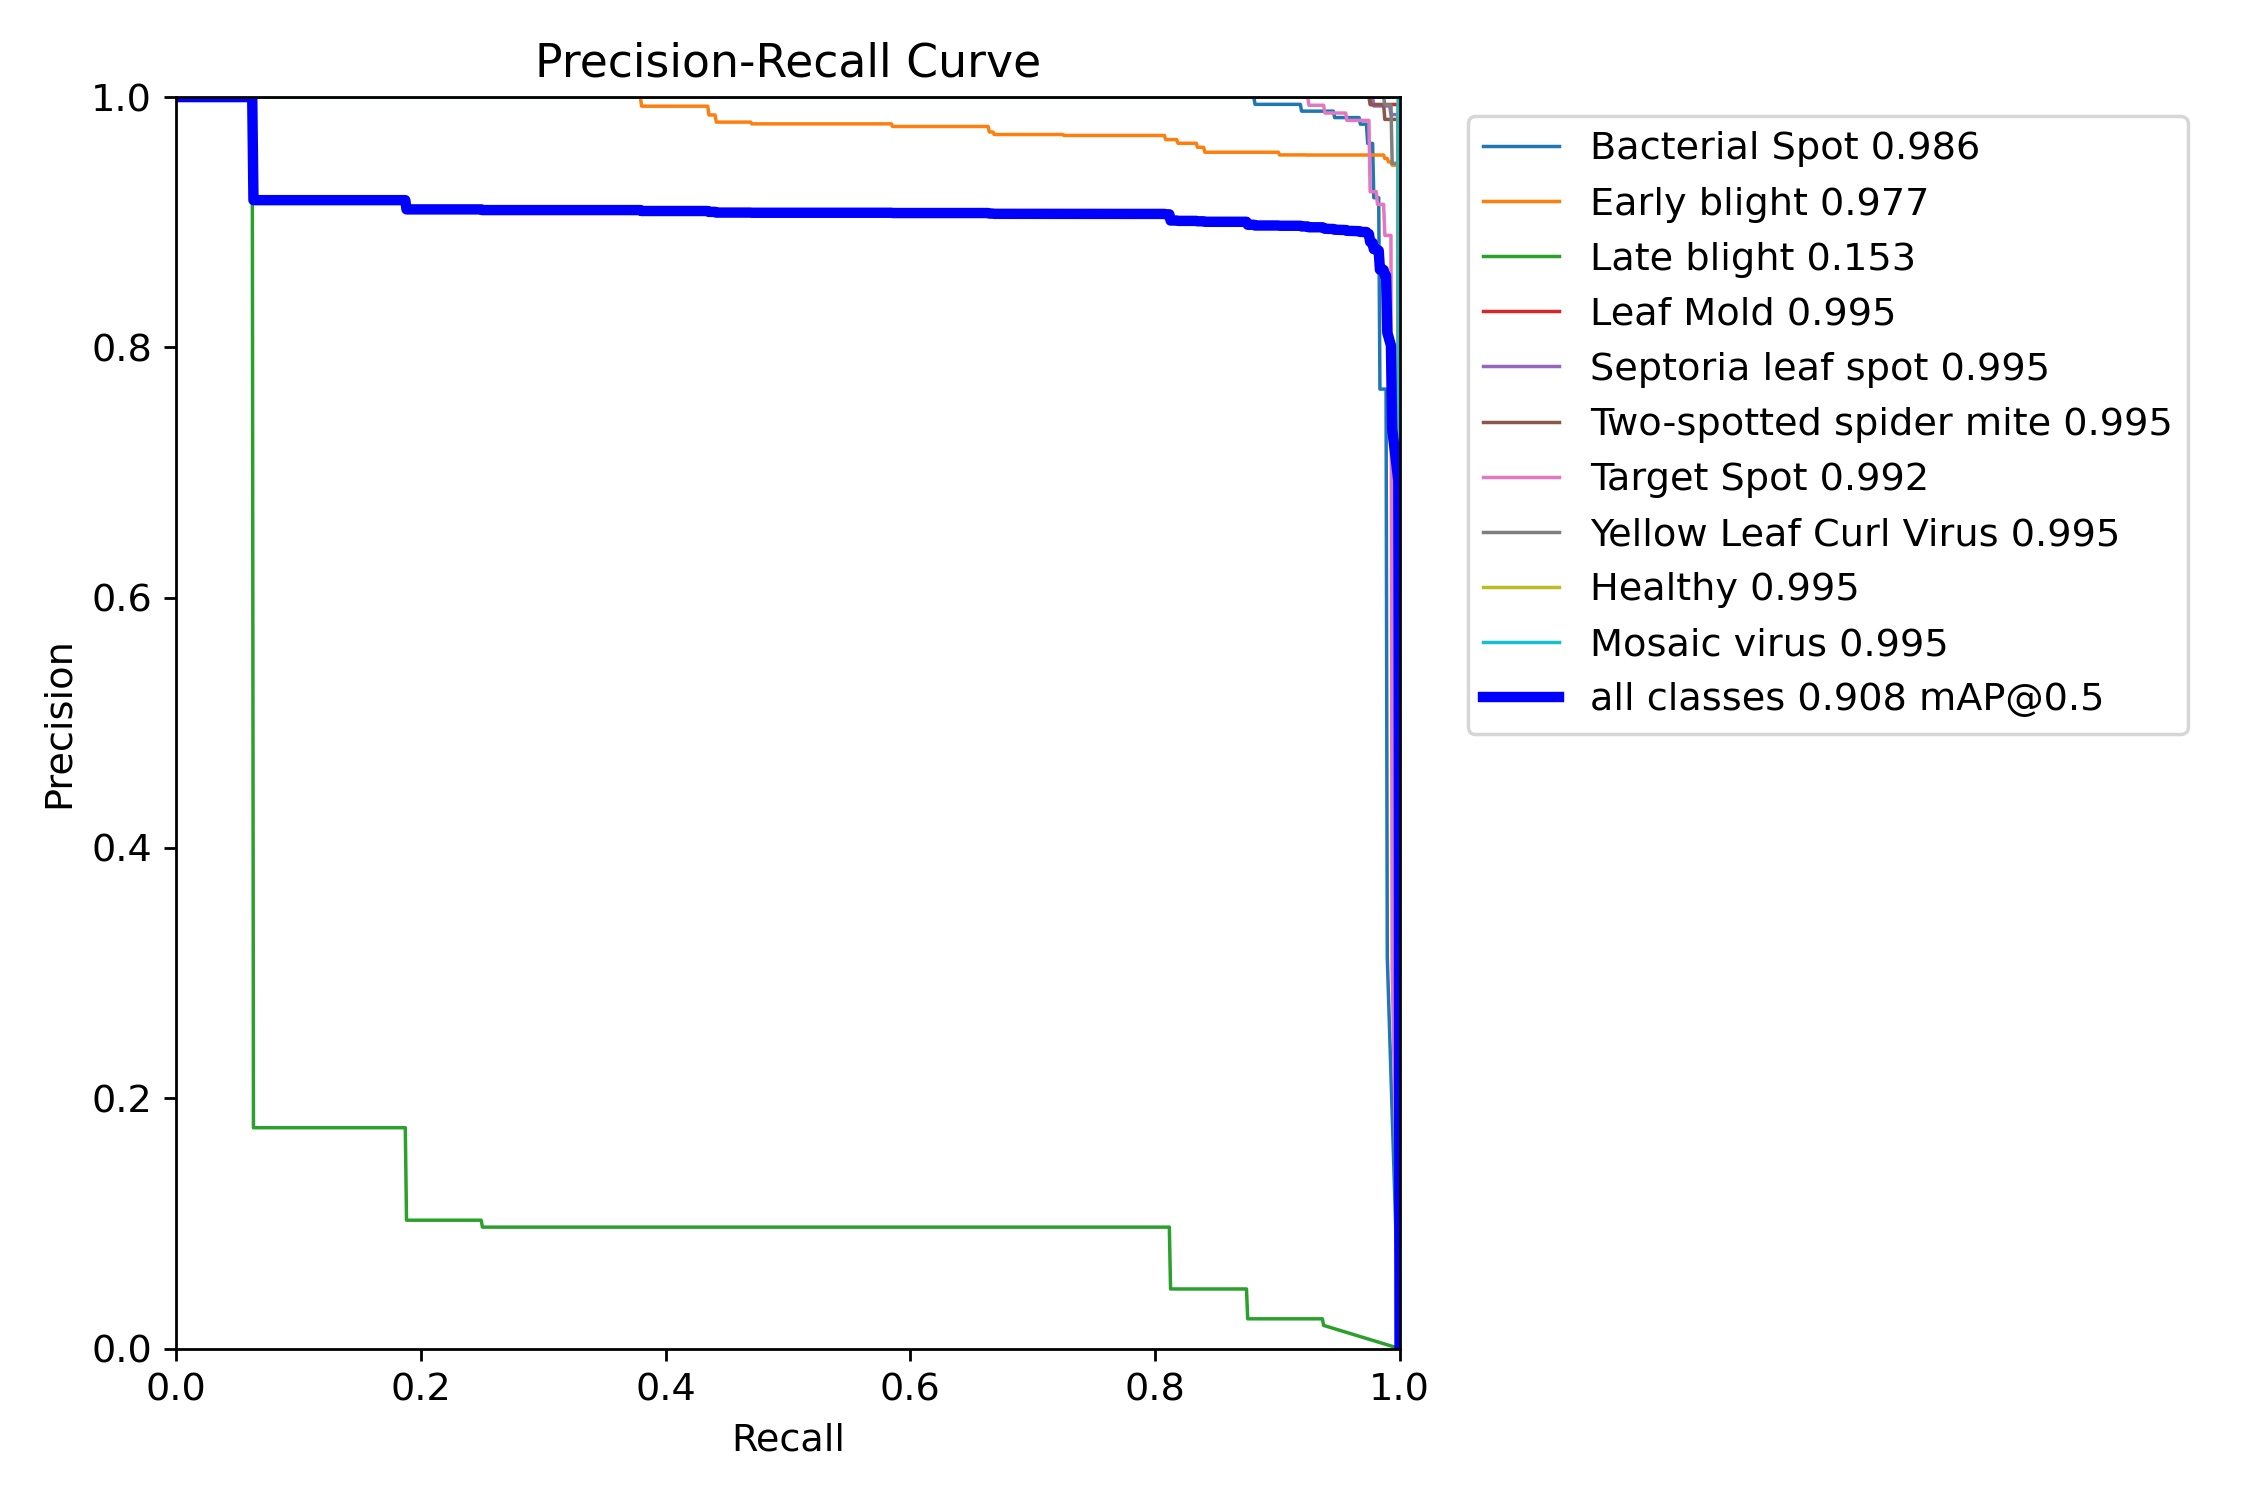 Precision-Recall Curve
1.0
0.8
0.6
0.4
0.2
0.0
Precision
0.0 0.2 0.4 0.6 0.8 1.0
Recall
Bacterial Spot 0.986
Early blight 0.977
Late blight 0.153
Leaf Mold 0.995
Septoria leaf spot 0.995
Two-spotted spider mite 0.995
Target Spot 0.992
Yellow Leaf Curl Virus 0.995
Healthy 0.995
Mosaic virus 0.995
all classes 0.908 mAP@0.5